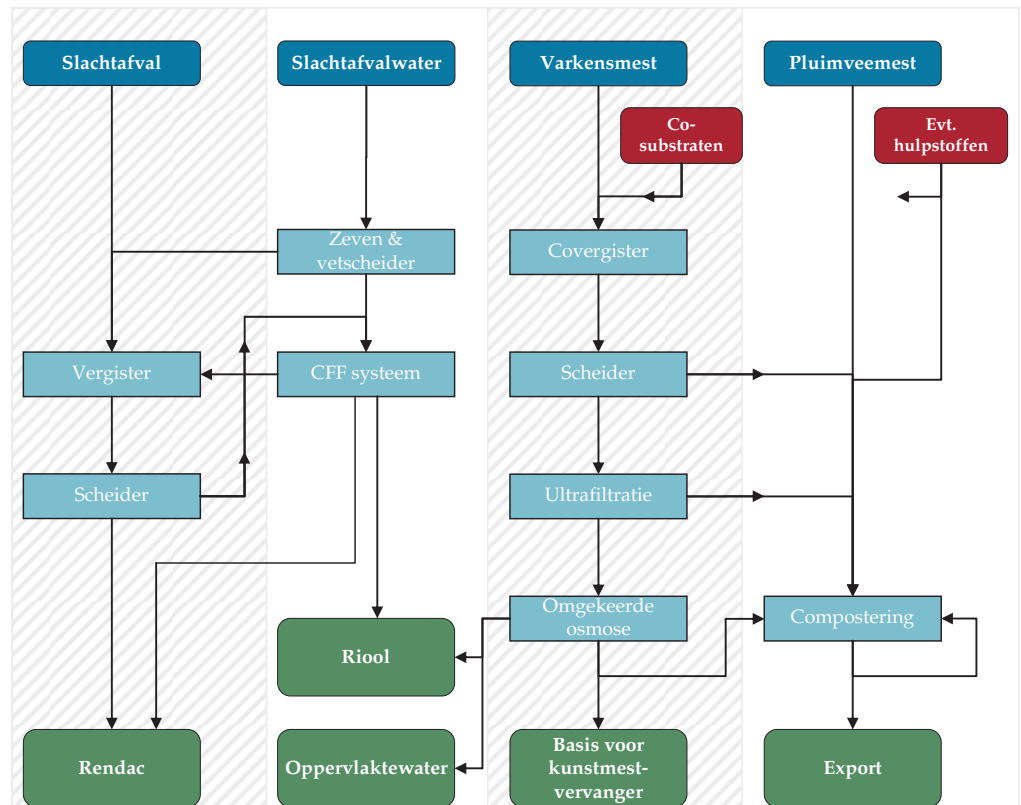 Slachtafval
Slachtafvalwater
Varkensmest
Pluimveemest
Co-
substraten
Evt.
hulpstoffen
Zeven &
vetscheider
Covergister
Vergister
CFF systeem
Scheider
Scheider
Ultrafiltratie
Omgekeerde
osmose
Compostering
Riool
Rendac
Oppervlaktewater
Basis voor
kunstmest-
vervanger
Export